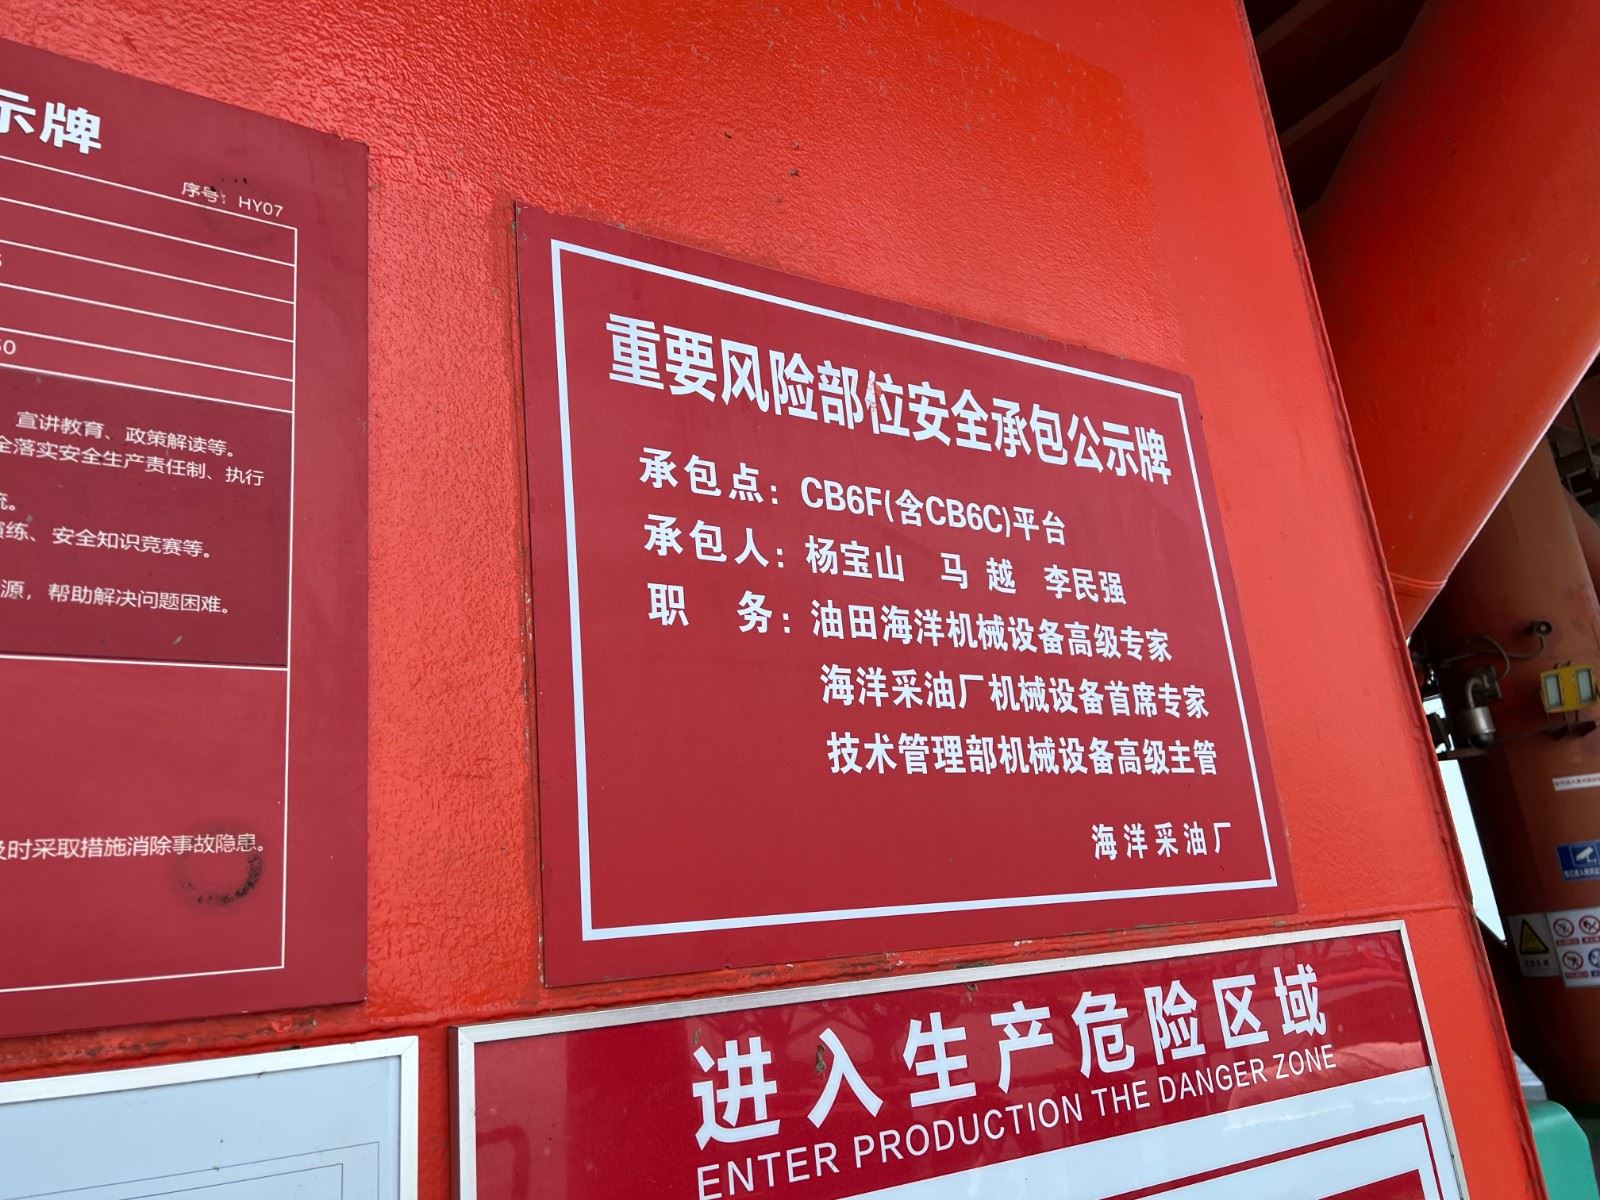 示牌
序号：HY07
50
宣讲教育、政策解读等。
全落实安全生产责任制、执行
流。
演练、安全知识竞赛等。
源，帮助解决问题困难。
及时采取措施消除事故隐患。
重要风险部位安全承包公示牌
承包点：CB6F(含CB6C)平台
承包人：杨宝山 马越 李民强
职务：油田海洋机械设备高级专家
海洋采油厂机械设备首席专家
技术管理部机械设备高级主管
海洋采油厂
进入生产危险区域
ENTER PRODUCTION THE DANGER ZONE